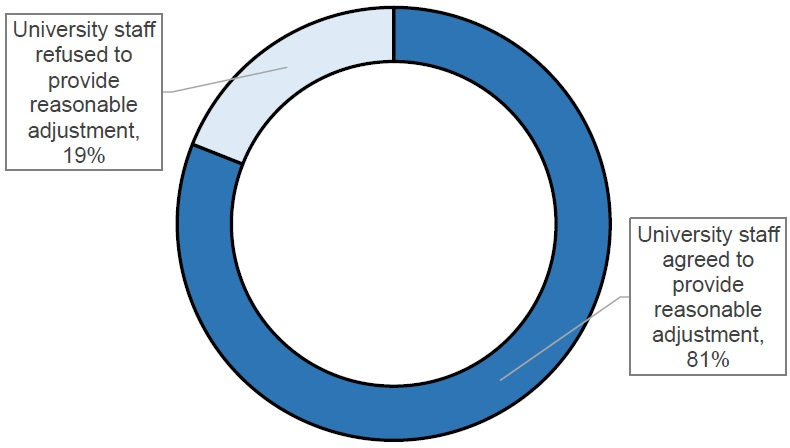 University staff
refused to
provide
reasonable
adjustment,
19%
University staff
agreed to
provide
reasonable
adjustment,
81%